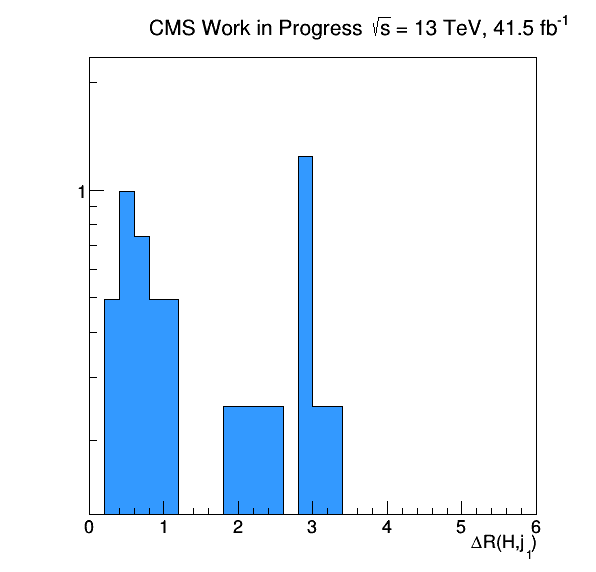 CMS Work in Progress √s = 13 TeV, 41.5 fb⁻¹
1
0 1 2 3 4 5 6
ΔR(H,j₁)